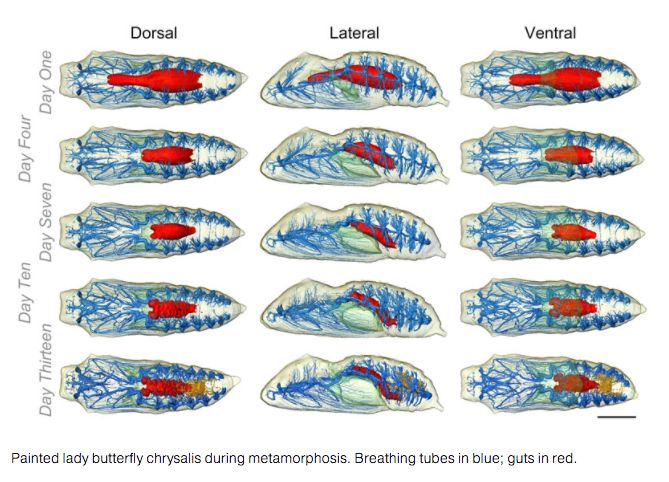 Dorsal
Lateral
Ventral
Day One
Day Four
Day Seven
Day Ten
Day Thirteen
Painted lady butterfly chrysalis during metamorphosis. Breathing tubes in blue; guts in red.